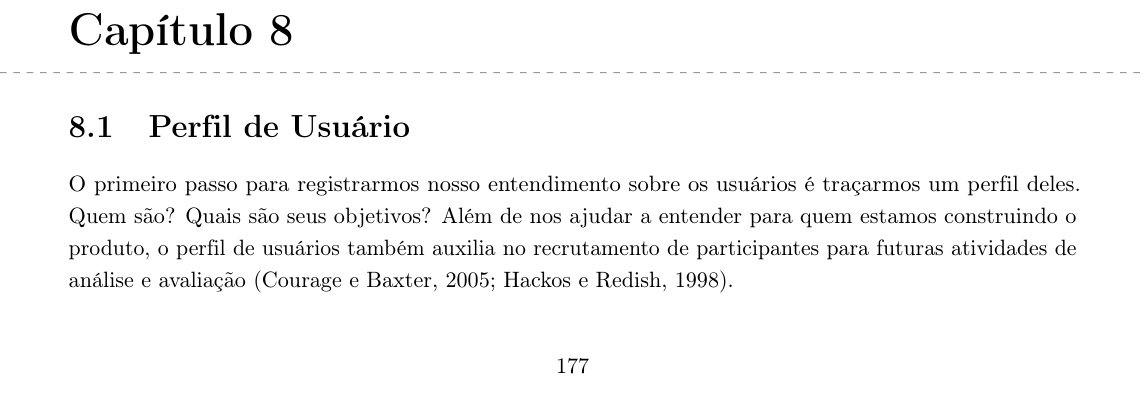 Capítulo 8
8.1 Perfil de Usuário
O primeiro passo para registrarmos nosso entendimento sobre os usuários é traçarmos um perfil deles.
Quem são? Quais são seus objetivos? Além de nos ajudar a entender para quem estamos construindo o
produto, o perfil de usuários também auxilia no recrutamento de participantes para futuras atividades de
análise e avaliação (Courage e Baxter, 2005; Hackos e Redish, 1998).
177